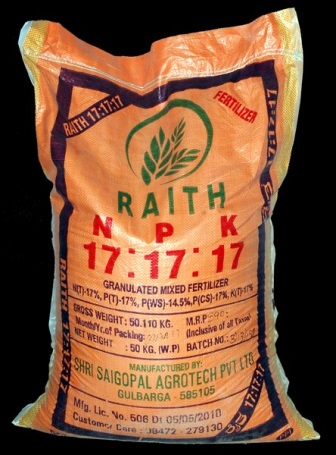 RAITH 17:17:17
FERTILIZER
17:17:17
RAITH
N P K
17:17:17
GRANULATED MIXED FERTILIZER
N(T)-17%, P(T)-17%, P(WS)-14.5%,P(CS)-17%, K(T)-17%
GROSS WEIGHT : 50.110 KG.
M.R.P.
Month/Yr.of Packing:
(Inclusive of all Taxes)
NET WEIGHT : 50 KG. (W.P)
BATCH NO.:
MANUFACTURED BY:
SHRI SAIGOPAL AGROTECH PVT LTD
GULBARGA - 585105
Mfg. Lic. No. 506 Dt 05/05/2010
Customer Care : 08472 - 279130
RAITH 17:17:17
17:17:17